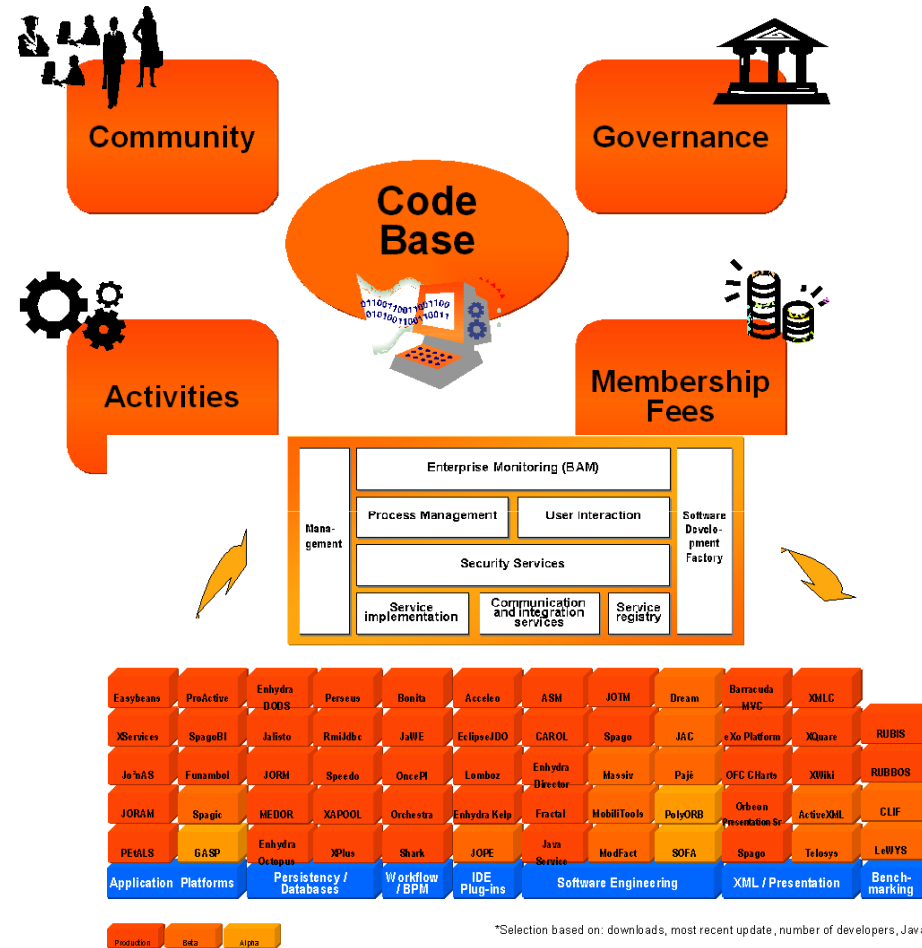 Community
Governance
Code
Base
01100110011001100
010100110011 0011
Activities
Membership
Fees
Enterprise Monitoring (BAM)
Mana-
gement
Process Management
User Interaction
Software
Develo-
pment
Factory
Security Services
Service
implementation
Communication
and integration
services
Service
registry
Easybeans
ProActive
Enhydra
DODS
Perseus
Bonita
Acceleo
ASM
JOTM
Dream
Barracuda
MVC
XMLC
XServices
SpagoBI
Jalisto
RmiJdbc
JaWE
EclipseJDO
CAROL
Spago
JAC
eXo Platform
XQuare
RUBIS
JoⁿAS
Funambol
JORM
Speedo
OncePI
Lomboz
Enhydra
Director
Massiv
Pajé
OFC CHarts
XWiki
RUBBOS
JORAM
Spagic
MEDOR
XAPOOL
Orchestra
Enhydra Kelp
Fractal
MobiliTools
PolyORB
Orbeon
Presentation Sr
ActiveXML
CLIF
PEtALS
GASP
Enhydra
Octopus
XPlus
Shark
JOPE
Java
Service
ModFact
SOFA
Spago
Telosys
LeWYS
Application Platforms
Persistency /
Databases
Workflow
/ BPM
IDE
Plug-ins
Software Engineering
XML / Presentation
Bench-
marking
Production
Beta
Alpha
*Selection based on: downloads, most recent update, number of developers, Java